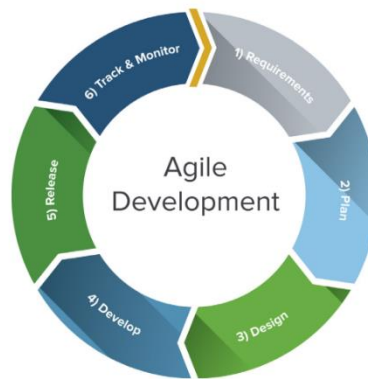 Agile
Development
1) Requirements
2) Plan
3) Design
4) Develop
5) Release
6) Track & Monitor